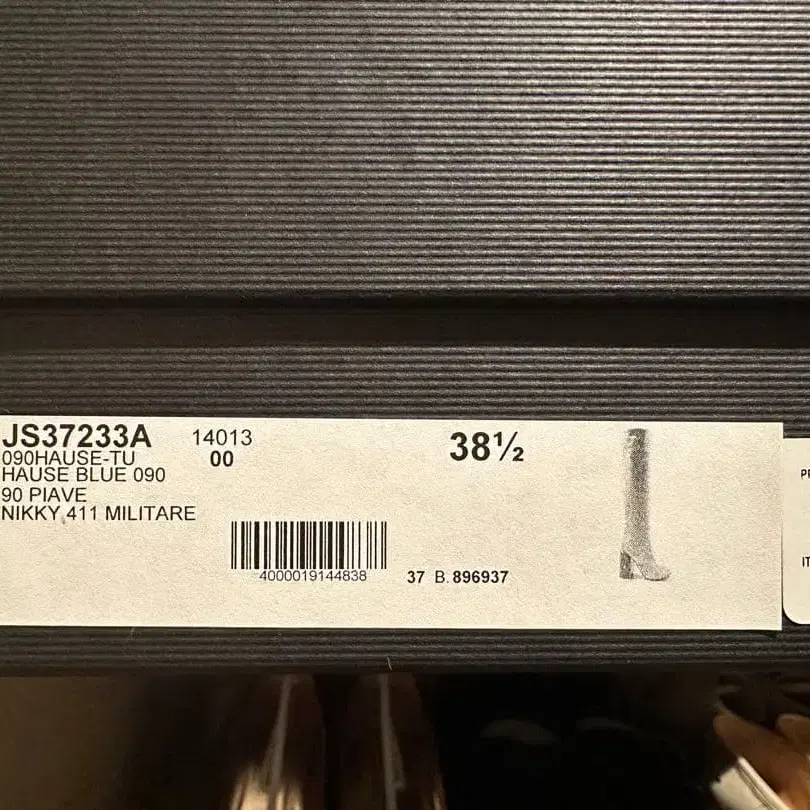 JS37233A 14013 38½
090HAUSE-TU 00
HAUSE BLUE 090
90 PIAVE
NIKKY 411 MILITARE
4000019144838 37 B. 896937